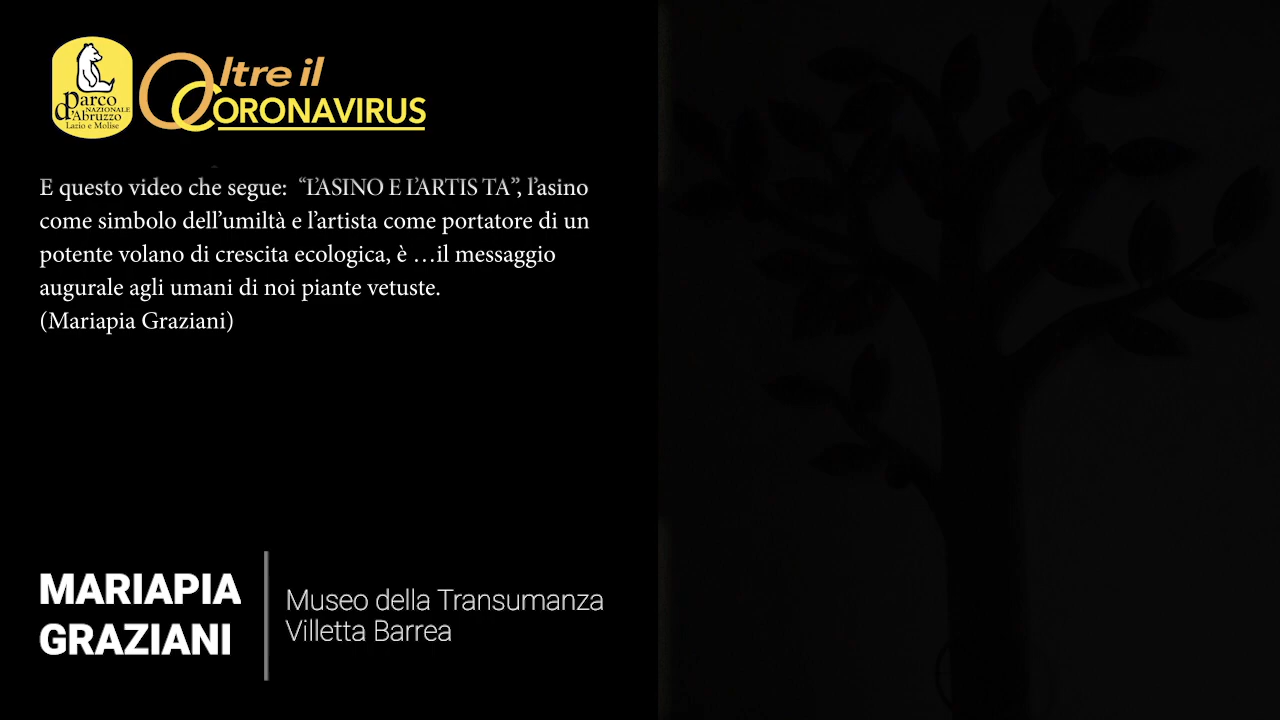 Parco
NAZIONALE
d'Abruzzo
Lazio e Molise
Oltre il
CORONAVIRUS
E questo video che segue:  “L’ASINO E L’ARTIS TA”, l’asino
come simbolo dell’umiltà e l’artista come portatore di un
potente volano di crescita ecologica, è …il messaggio
augurale agli umani di noi piante vetuste.
(Mariapia Graziani)
MARIAPIA
GRAZIANI
Museo della Transumanza
Villetta Barrea